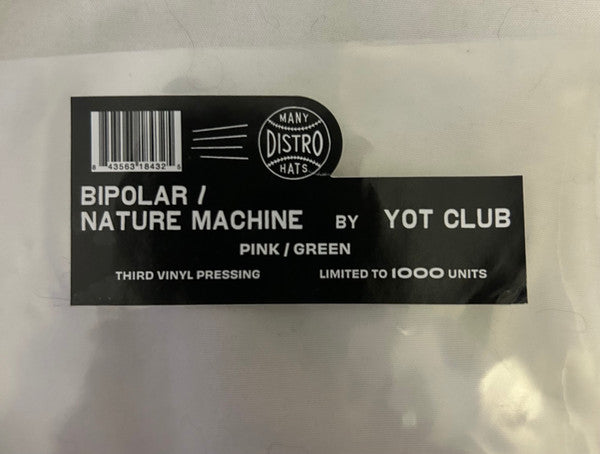 MANY
DISTRO
HATS
8 43563 18432 5
BIPOLAR /
NATURE MACHINE BY YOT CLUB
PINK / GREEN
THIRD VINYL PRESSING LIMITED TO 1000 UNITS